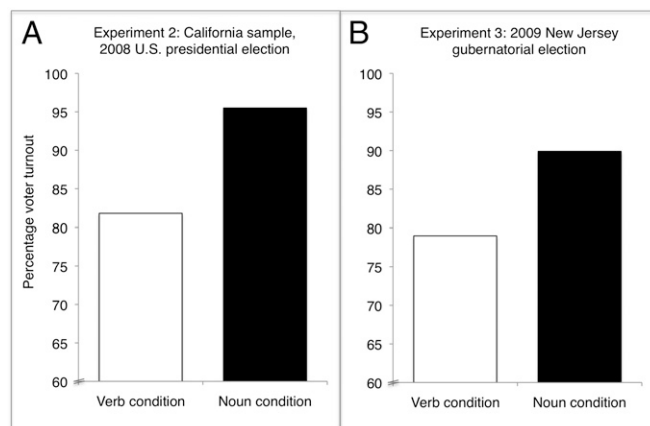 A
Experiment 2: California sample,
2008 U.S. presidential election
Percentage voter turnout
100
95
90
85
80
75
70
65
60
Verb condition
Noun condition
B
Experiment 3: 2009 New Jersey
gubernatorial election
100
95
90
85
80
75
70
65
60
Verb condition
Noun condition